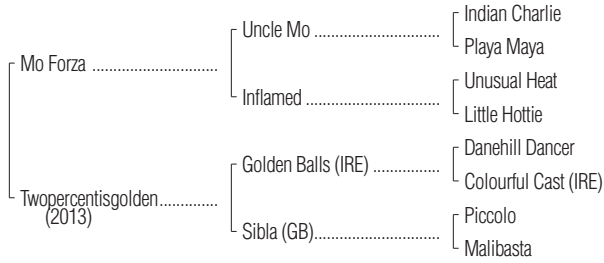 Indian Charlie
Uncle Mo ................................
Playa Maya
Mo Forza ................................
Unusual Heat
Inflamed ..................................
Little Hottie
Danehill Dancer
Golden Balls (IRE) .................
Colourful Cast (IRE)
Twopercentisgolden...............
(2013)
Piccolo
Sibla (GB)................................
Malibasta